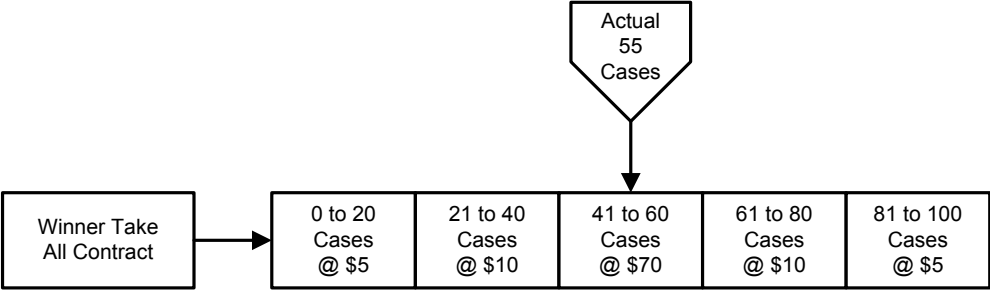 Actual
55
Cases
Winner Take
All Contract
0 to 20
Cases
@ $5
21 to 40
Cases
@ $10
41 to 60
Cases
@ $70
61 to 80
Cases
@ $10
81 to 100
Cases
@ $5